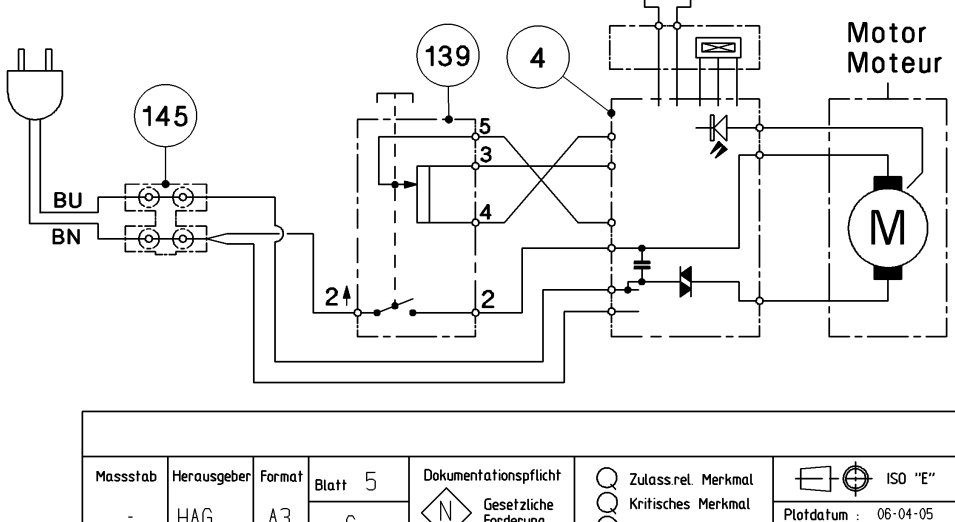 Motor
Moteur
139
4
145
5
3
4
BU
BN
2
2
M
Massstab
Herausgeber
Format
Blatt 5
Dokumentationspflicht
Zulass.rel. Merkmal
ISO "E"
-
HAG
A3
N
Gesetzliche
Forderung
Kritisches Merkmal
Plotdatum : 06-04-05